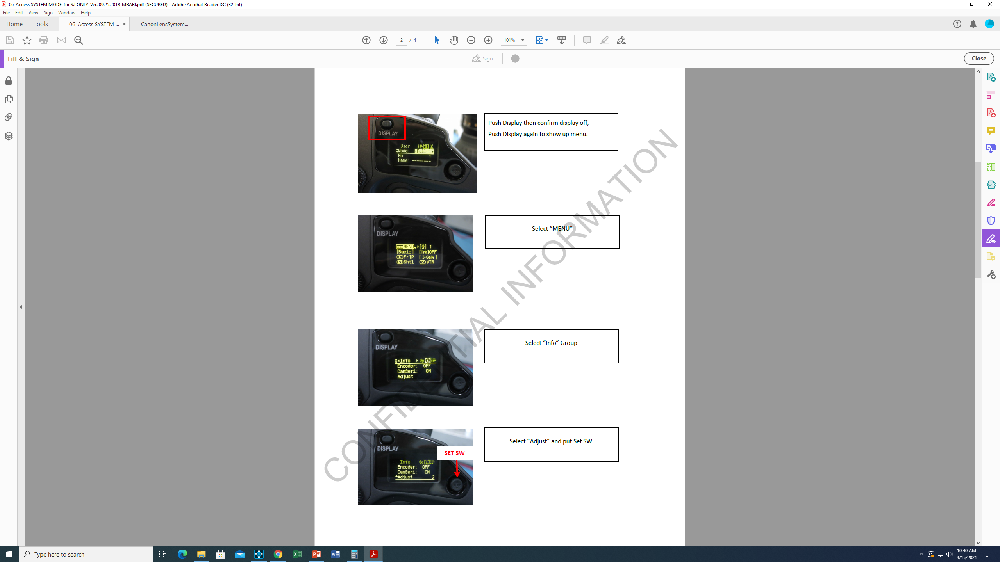 06_Access SYSTEM MODE_for S.I ONLY_Ver. 09.25.2018_MBARI.pdf (SECURED) - Adobe Acrobat Reader DC (32-bit)
File Edit View Sign Window Help
Home Tools 06_Access SYSTEM ... CanonLensSystem...
2 / 4 101%
Fill & Sign
Sign
Close
DISPLAY
User
Mode: Full
No.: 1
Name: --------
Push Display then confirm display off,
Push Display again to show up menu.
DISPLAY
MENU 1
[Basic] [Trk]OFF
(A)Fr1P [ I-Gain ]
(A1)Shtl (V)VTR
Select “MENU”
DISPLAY
Info
Encoder: OFF
CamSeri: ON
Adjust
Select “Info” Group
DISPLAY
SET SW
Info
Encoder: OFF
CamSeri: ON
Adjust
Select “Adjust” and put Set SW
CONFIDENTIAL INFORMATION
Type here to search
10:40 AM
4/15/2021